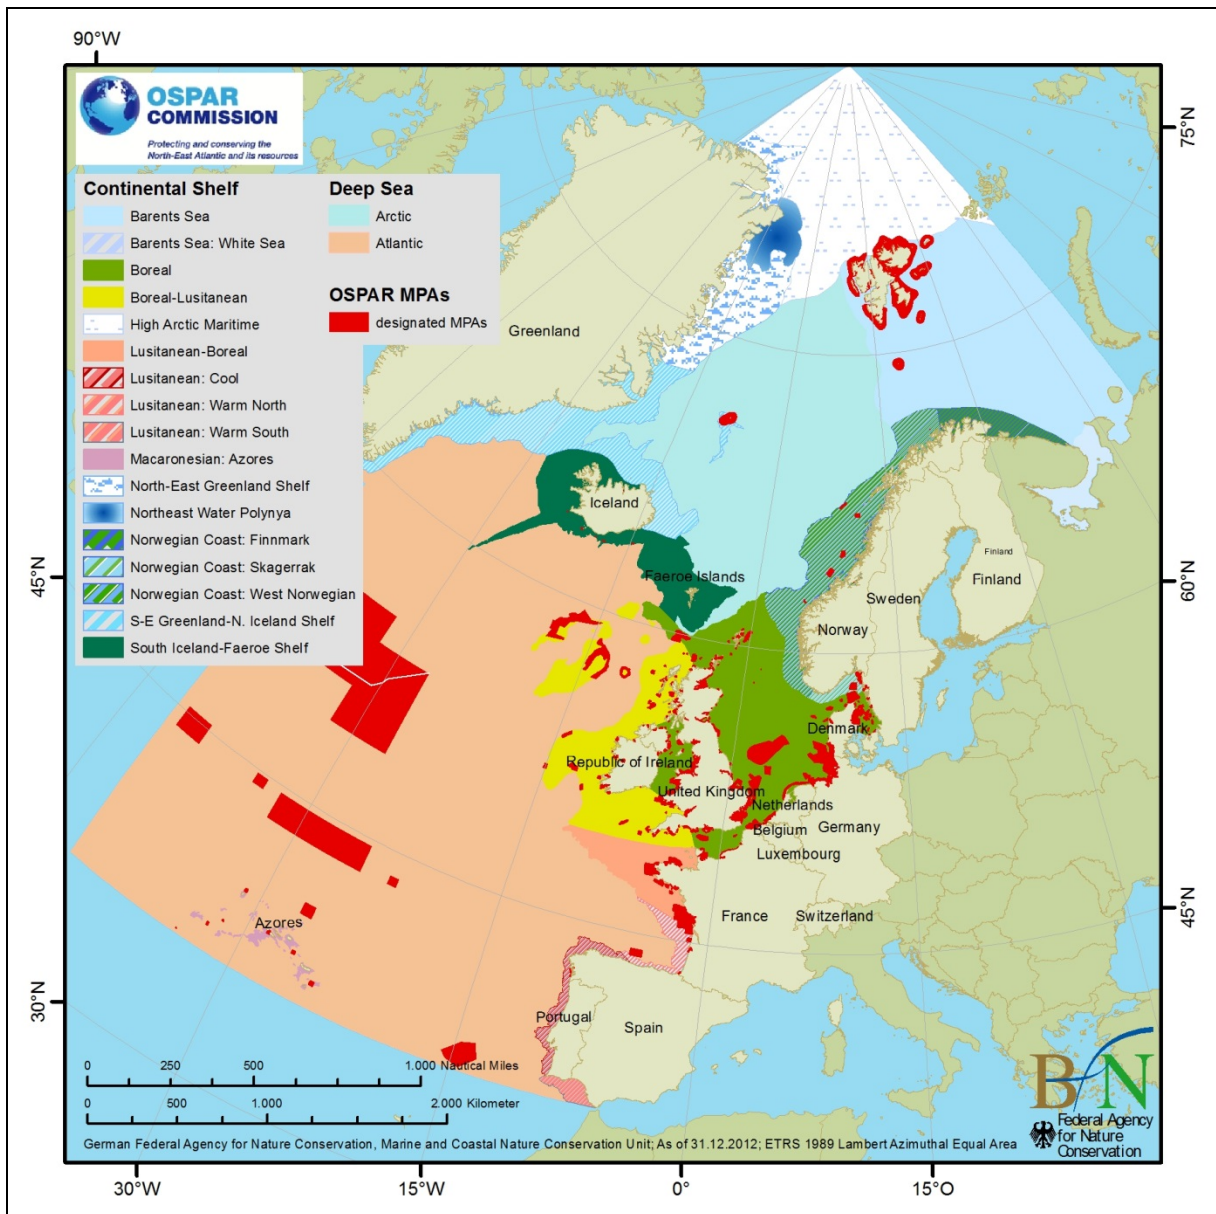 90°W
75°N
OSPAR
COMMISSION
Protecting and conserving the
North-East Atlantic and its resources
Continental Shelf
Barents Sea
Barents Sea: White Sea
Boreal
Boreal-Lusitanean
High Arctic Maritime
Lusitanean-Boreal
Lusitanean: Cool
Lusitanean: Warm North
Lusitanean: Warm South
Macaronesian: Azores
North-East Greenland Shelf
Northeast Water Polynya
Norwegian Coast: Finnmark
Norwegian Coast: Skagerrak
Norwegian Coast: West Norwegian
S-E Greenland-N. Iceland Shelf
South Iceland-Faeroe Shelf
Deep Sea
Arctic
Atlantic
OSPAR MPAs
designated MPAs
Greenland
Iceland
Faeroe Islands
Finland
Finland
Sweden
Norway
45°N
60°N
Denmark
Republic of Ireland
United Kingdom
Netherlands
Belgium
Germany
Luxembourg
France
Switzerland
Azores
45°N
30°N
Portugal
Spain
0 250 500 1.000 Nautical Miles
0 500 1.000 2.000 Kilometer
German Federal Agency for Nature Conservation, Marine and Coastal Nature Conservation Unit; As of 31.12.2012; ETRS 1989 Lambert Azimuthal Equal Area
BfN
Federal Agency
for Nature
Conservation
30°W
15°W
0°
15°O